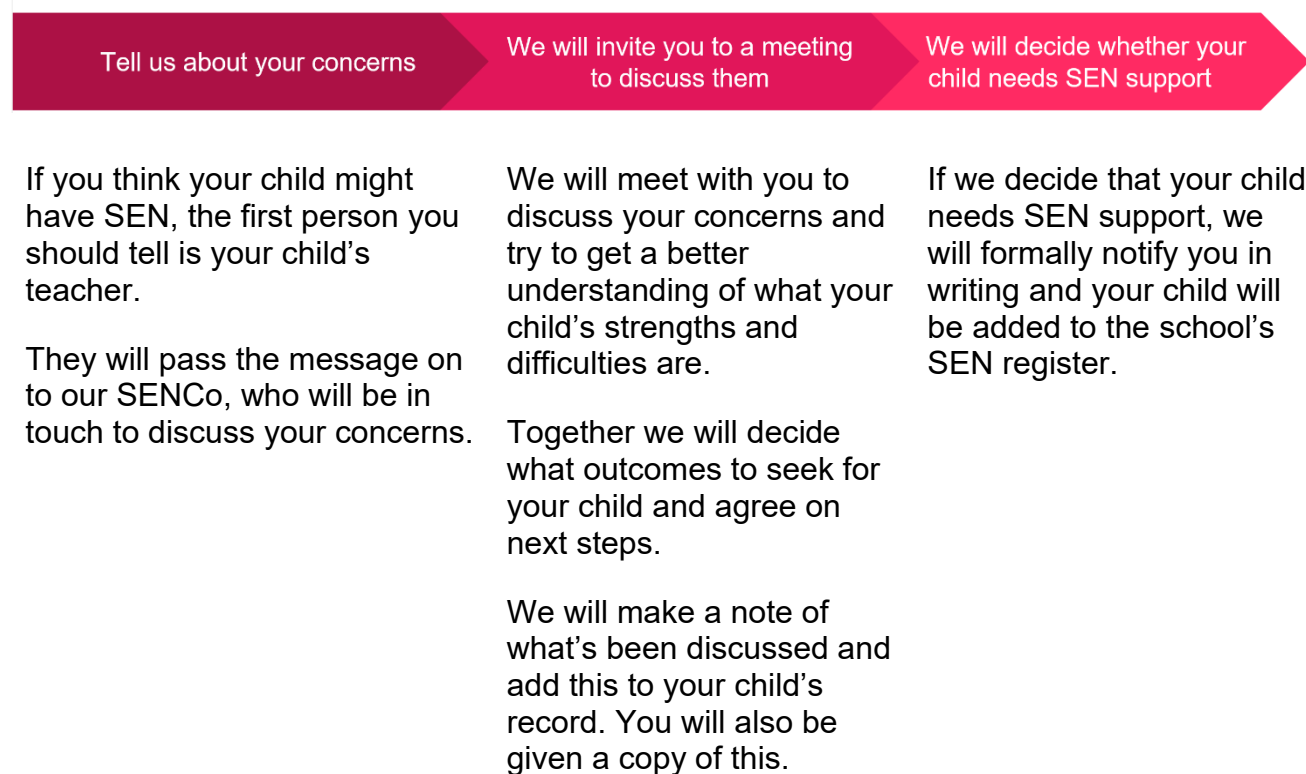 Tell us about your concerns
We will invite you to a meeting
to discuss them
We will decide whether your
child needs SEN support
If you think your child might
have SEN, the first person you
should tell is your child’s
teacher.
They will pass the message on
to our SENCo, who will be in
touch to discuss your concerns.
We will meet with you to
discuss your concerns and
try to get a better
understanding of what your
child’s strengths and
difficulties are.
Together we will decide
what outcomes to seek for
your child and agree on
next steps.
We will make a note of
what’s been discussed and
add this to your child’s
record. You will also be
given a copy of this.
If we decide that your child
needs SEN support, we
will formally notify you in
writing and your child will
be added to the school’s
SEN register.